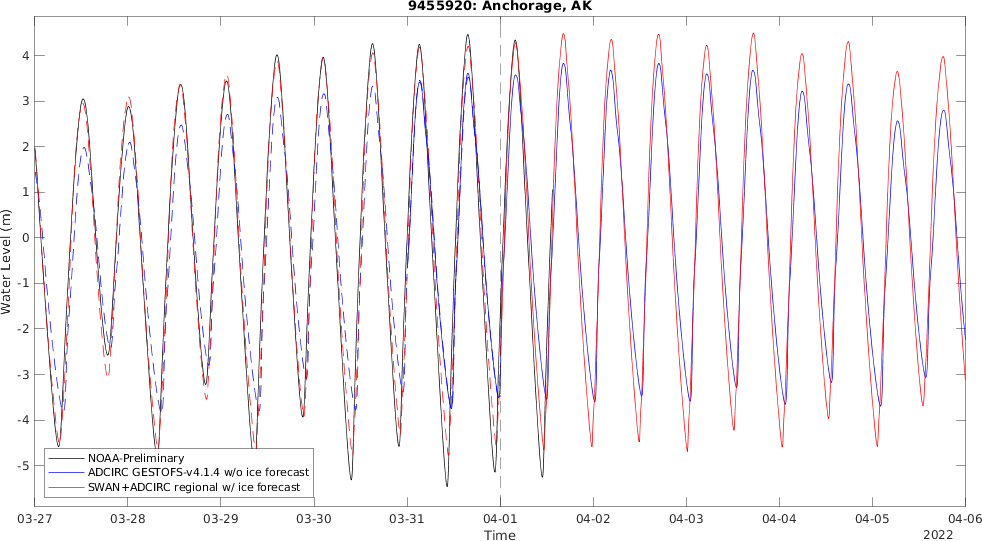 9455920: Anchorage, AK
Water Level (m)
4
3
2
1
0
-1
-2
-3
-4
-5
NOAA-Preliminary
ADCIRC GESTOFS-v4.1.4 w/o ice forecast
SWAN+ADCIRC regional w/ ice forecast
03-27 03-28 03-29 03-30 03-31 04-01 04-02 04-03 04-04 04-05 04-06
Time
2022